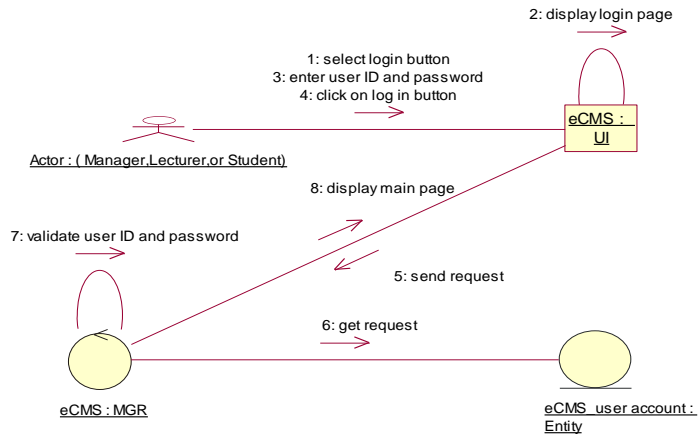 2: display login page
1: select login button
3: enter user ID and password
4: click on log in button
eCMS :
UI
Actor : ( Manager,Lecturer,or Student)
8: display main page
7: validate user ID and password
5: send request
6: get request
eCMS : MGR
eCMS_user account :
Entity